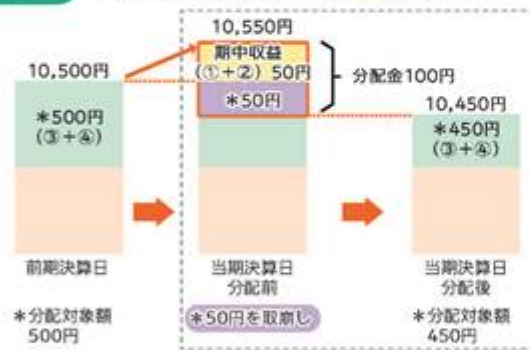 10,550円
期中収益
(①+②) 50円
＊50円
分配金100円
10,500円
＊500円
(③+④)
10,450円
＊450円
(③+④)
前期決算日
当期決算日
分配前
当期決算日
分配後
＊分配対象額
500円
＊50円を取崩し
＊分配対象額
450円